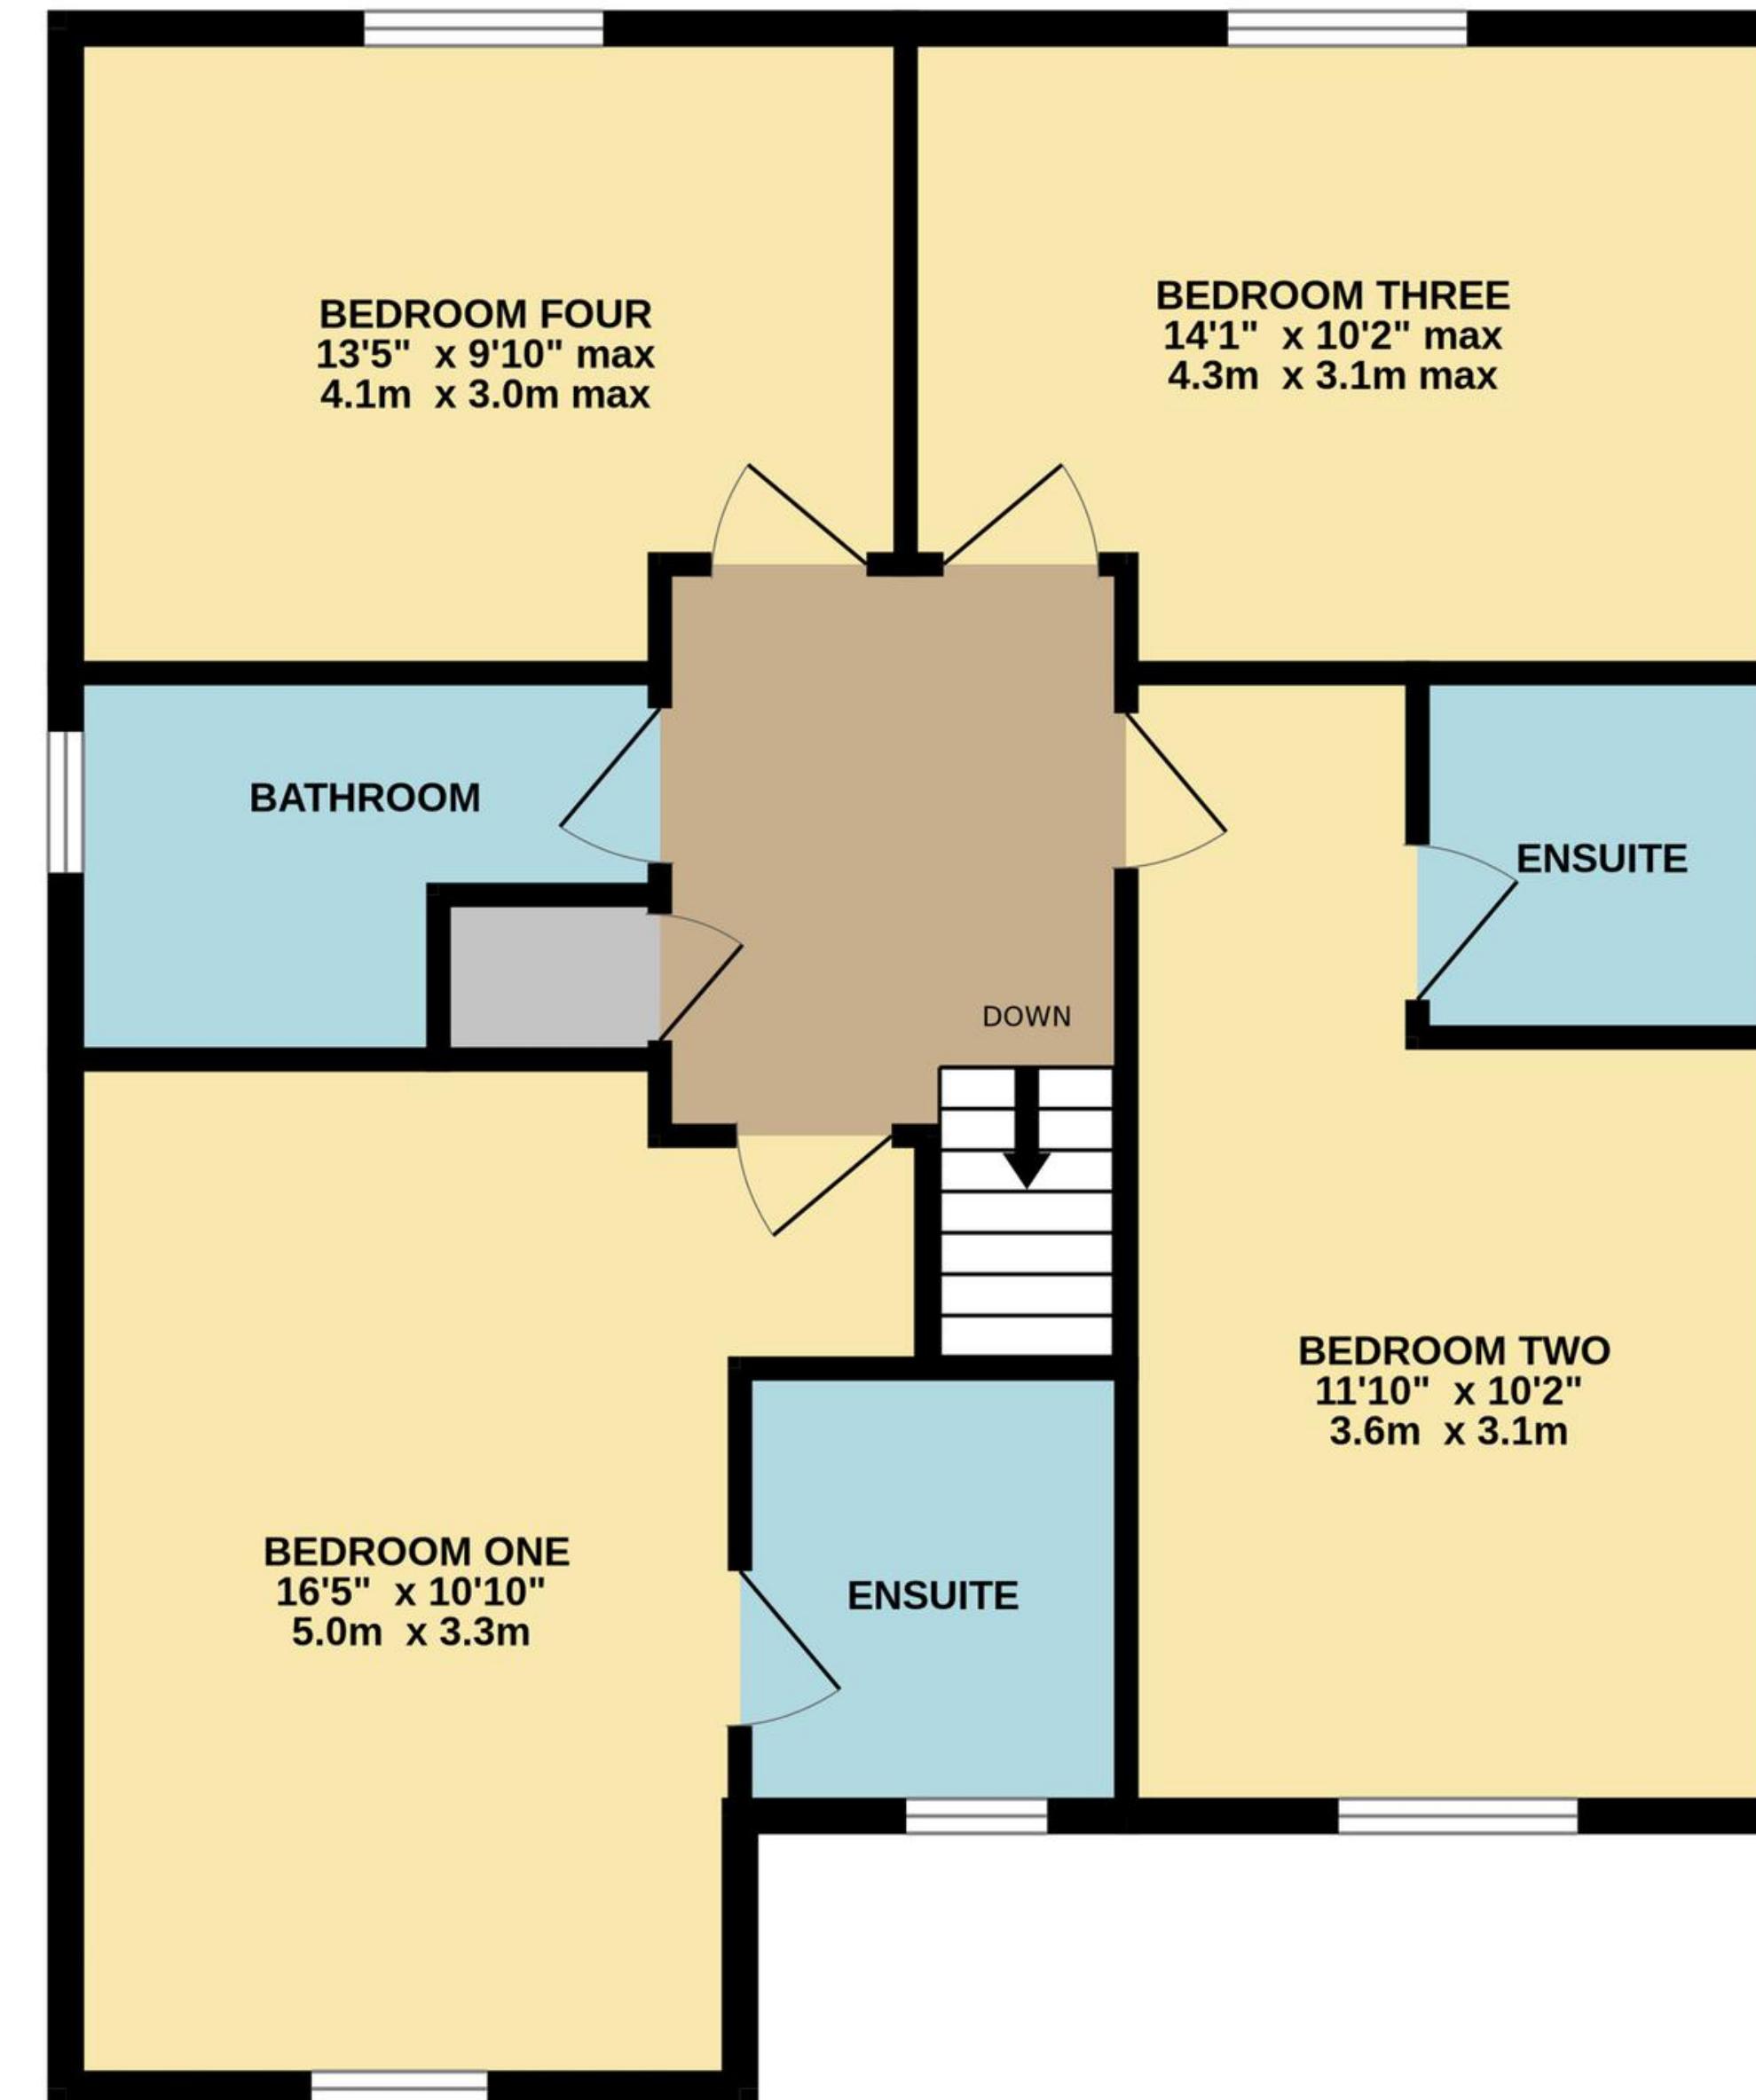 BEDROOM FOUR
13'5" x 9'10" max
4.1m x 3.0m max
BEDROOM THREE
14'1" x 10'2" max
4.3m x 3.1m max
BATHROOM
ENSUITE
DOWN
BEDROOM TWO
11'10" x 10'2"
3.6m x 3.1m
BEDROOM ONE
16'5" x 10'10"
5.0m x 3.3m
ENSUITE